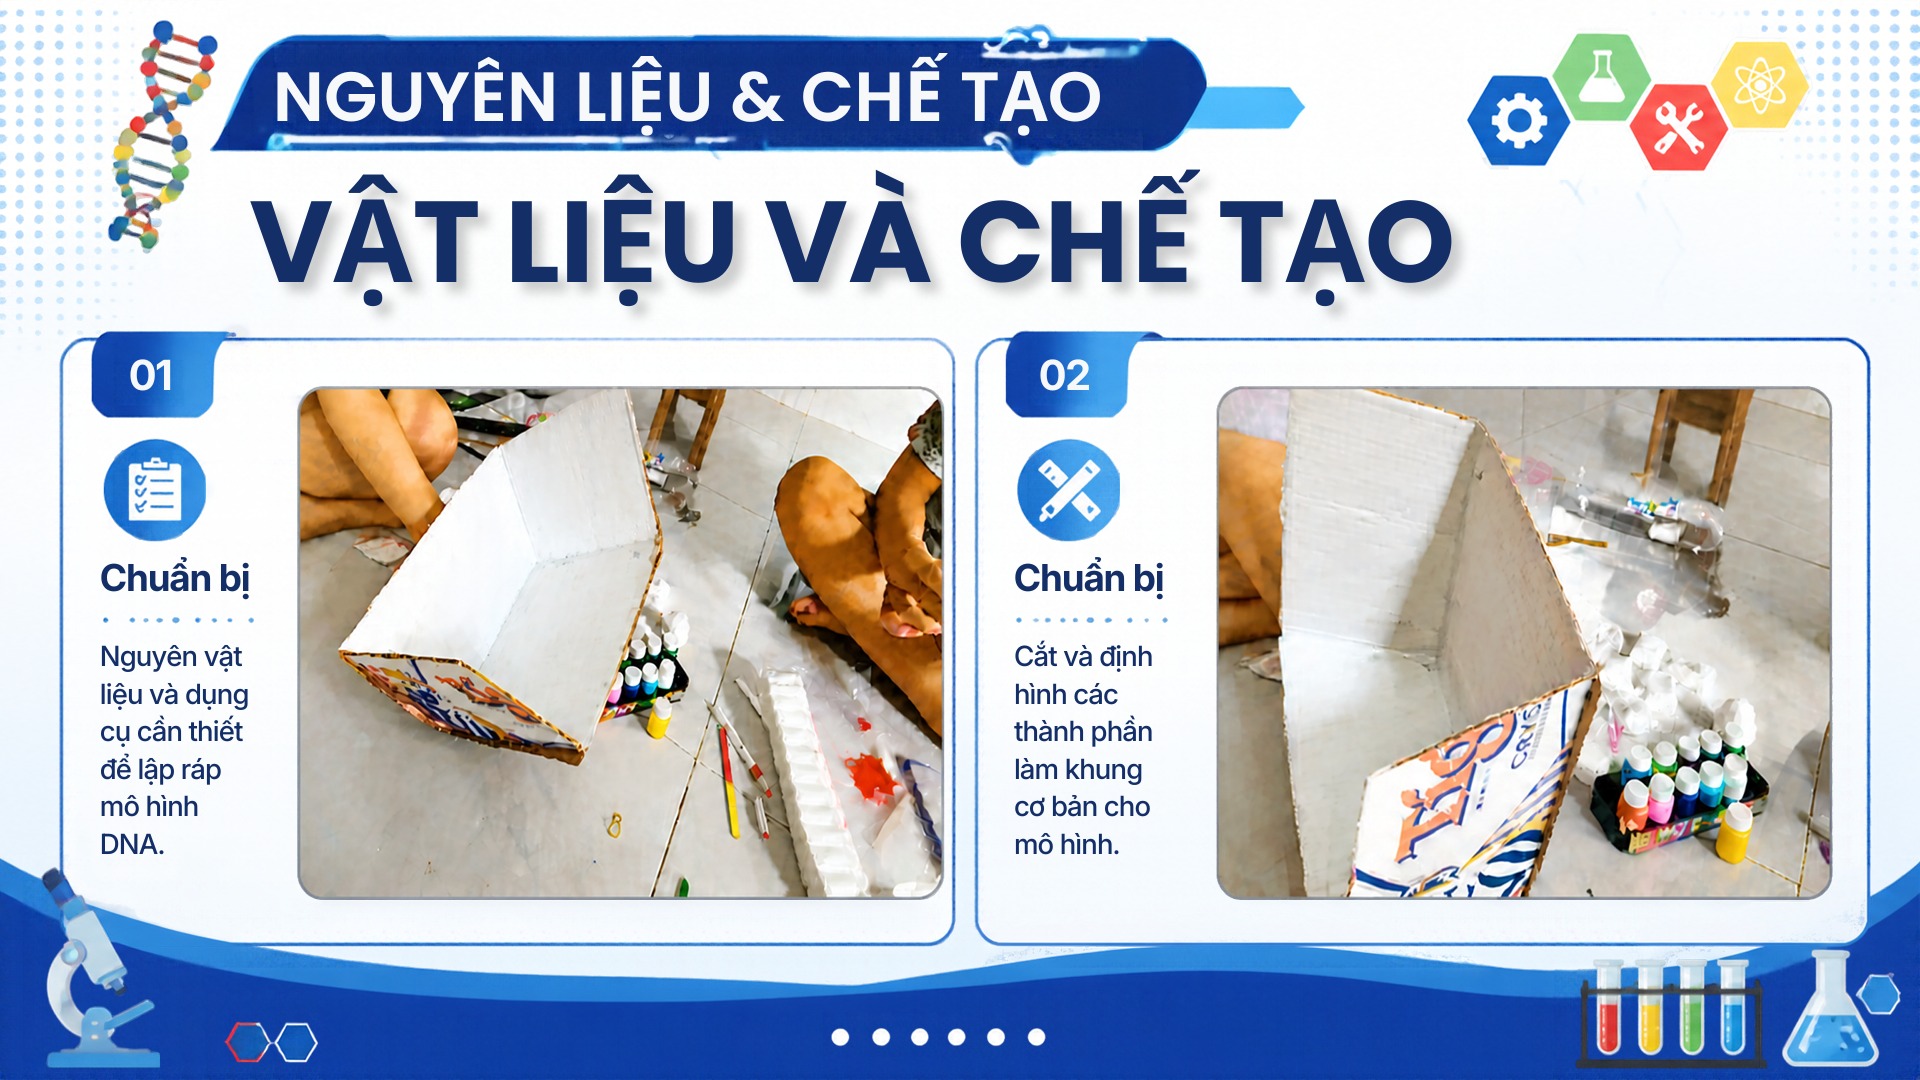 NGUYÊN LIỆU & CHẾ TẠO
VẬT LIỆU VÀ CHẾ TẠO
01
Chuẩn bị
Nguyên vật
liệu và dụng
cụ cần thiết
để lập ráp
mô hình
DNA.
02
Chuẩn bị
Cắt và định
hình các
thành phần
làm khung
cơ bản cho
mô hình.